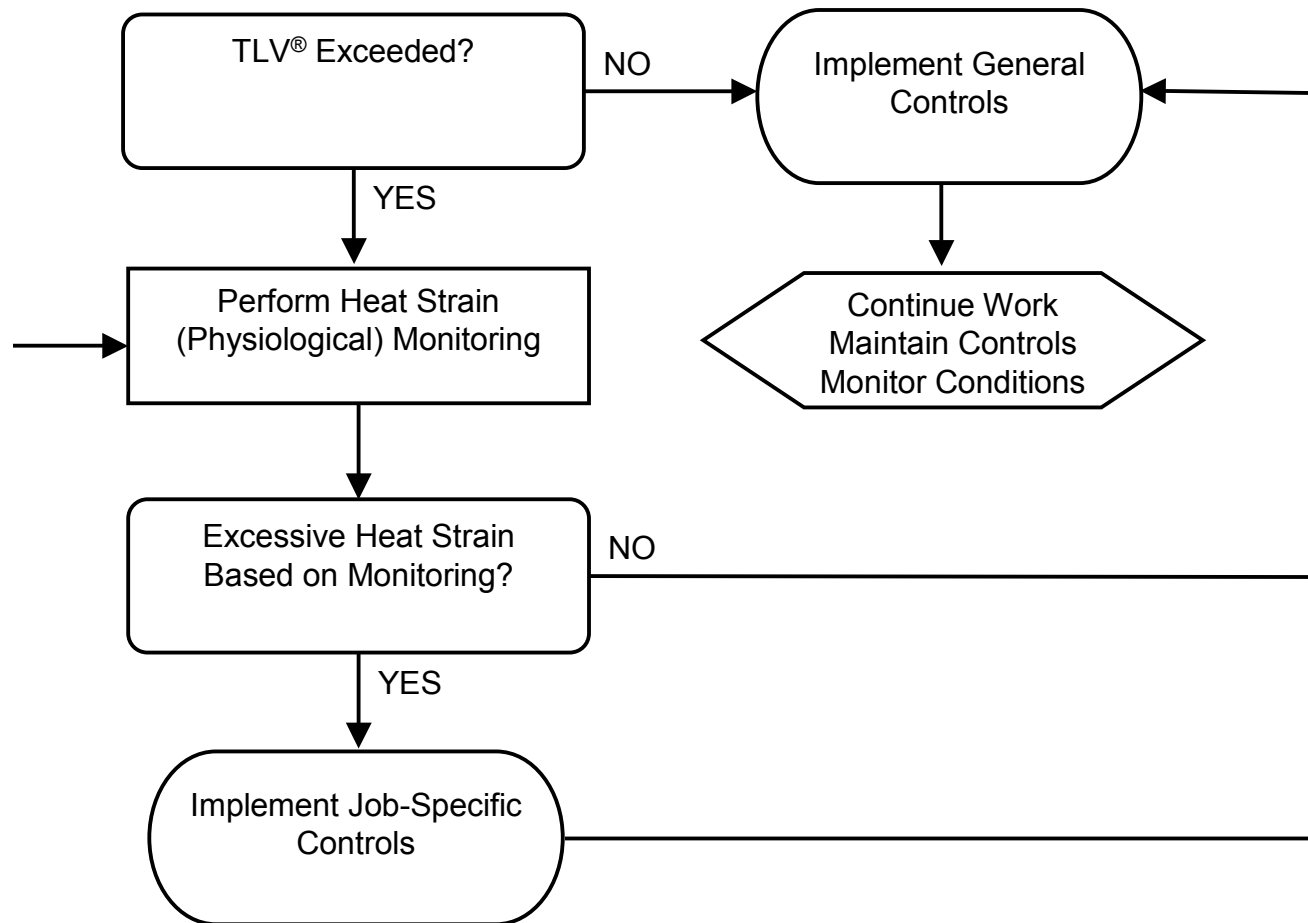 TLV® Exceeded?
NO
Implement General
Controls
YES
Perform Heat Strain
(Physiological) Monitoring
Continue Work
Maintain Controls
Monitor Conditions
Excessive Heat Strain
Based on Monitoring?
NO
YES
Implement Job-Specific
Controls